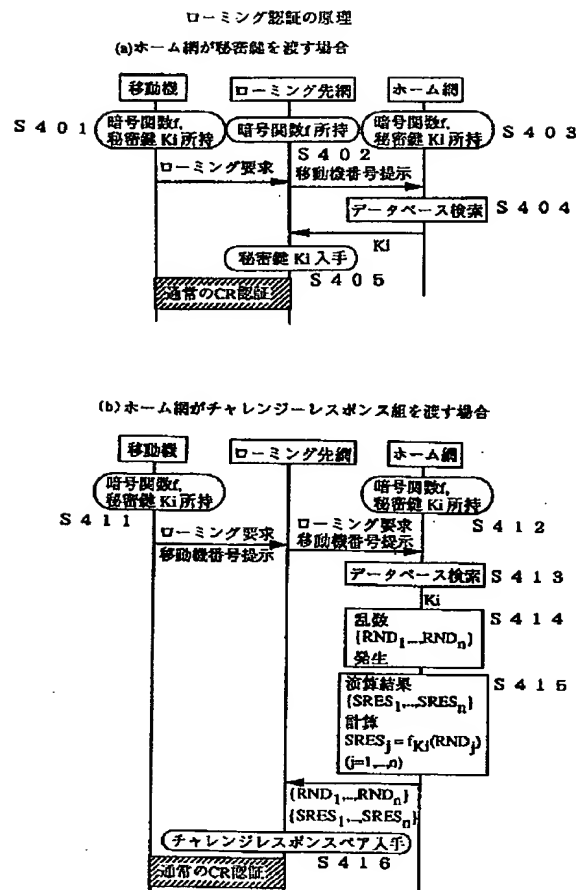 ローミング認証の原理
(a)ホーム網が秘密鍵を渡す場合
移動機 ローミング先網 ホーム網
S401 暗号関数f, 秘密鍵 Ki所持
暗号関数f所持 S402
暗号関数f, 秘密鍵 Ki所持 S403
ローミング要求
移動機番号提示
データベース検索 S404
Ki
秘密鍵 Ki 入手
S405
通常のCR認証
(b)ホーム網がチャレンジーレスポンス組を渡す場合
移動機 ローミング先網 ホーム網
暗号関数f,
秘密鍵 Ki所持
S411
暗号関数f,
秘密鍵 Ki所持
S412
ローミング要求
移動機番号提示
ローミング要求
移動機番号提示
データベース検索 S413
Ki
乱数 S414
{RND1,...,RNDn}
発生
演算結果 S415
{SRES1,...,SRESn}
計算
SRESj = fKi(RNDj)
(j=1,...,n)
{RND1,...,RNDn}
{SRES1,...,SRESn}
チャレンジレスポンスペア入手
S416
通常のCR認証